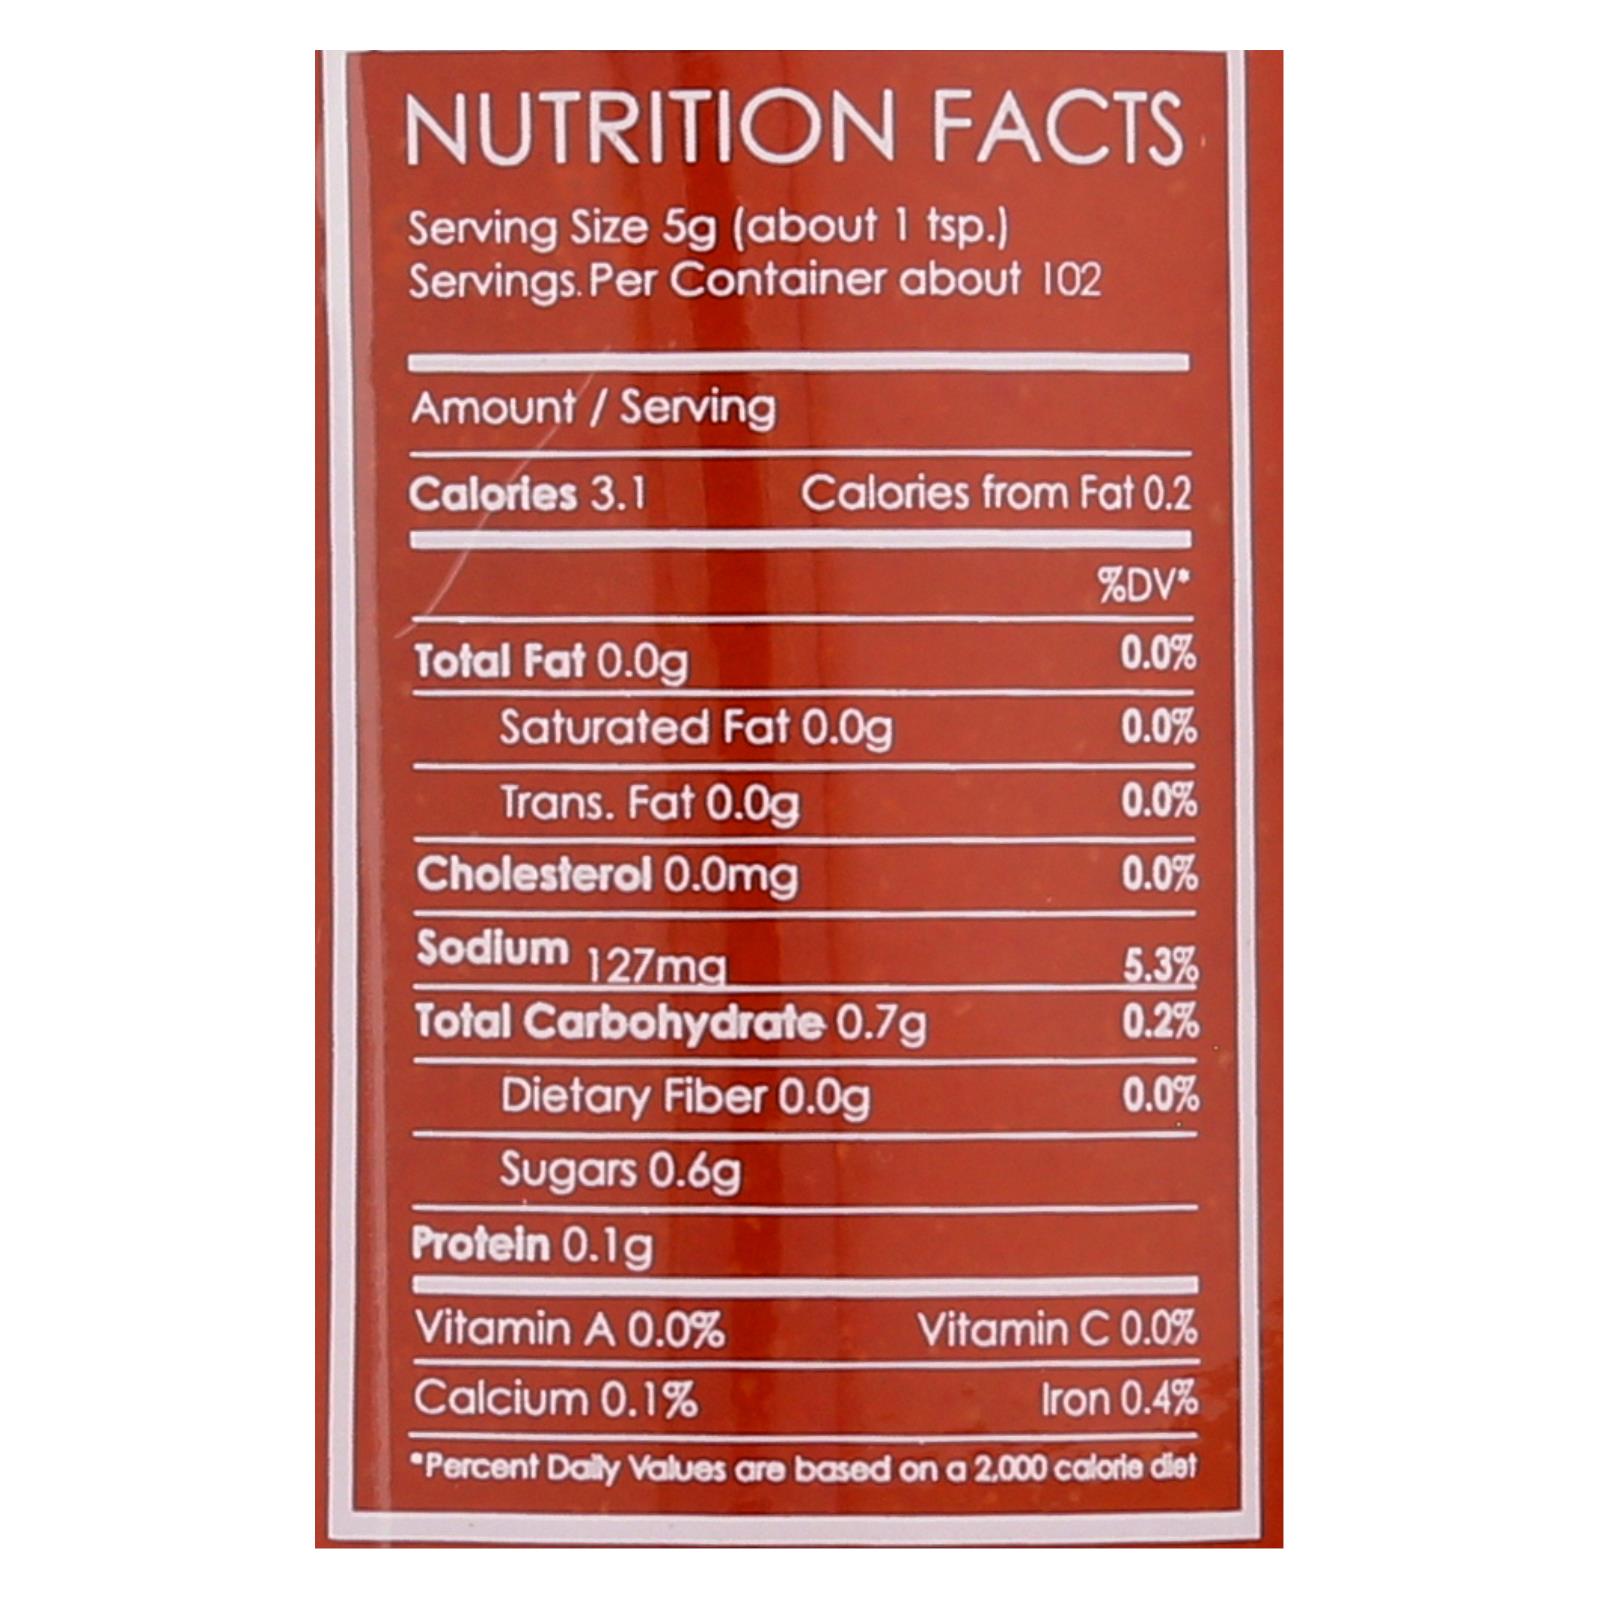 NUTRITION FACTS
Serving Size 5g (about 1 tsp.)
Servings. Per Container about 102
Amount / Serving
Calories 3.1 Calories from Fat 0.2
%DV*
Total Fat 0.0g 0.0%
Saturated Fat 0.0g 0.0%
Trans. Fat 0.0g 0.0%
Cholesterol 0.0mg 0.0%
Sodium 127mg 5.3%
Total Carbohydrate 0.7g 0.2%
Dietary Fiber 0.0g 0.0%
Sugars 0.6g
Protein 0.1g
Vitamin A 0.0% Vitamin C 0.0%
Calcium 0.1% Iron 0.4%
*Percent Daily Values are based on a 2,000 calorie diet